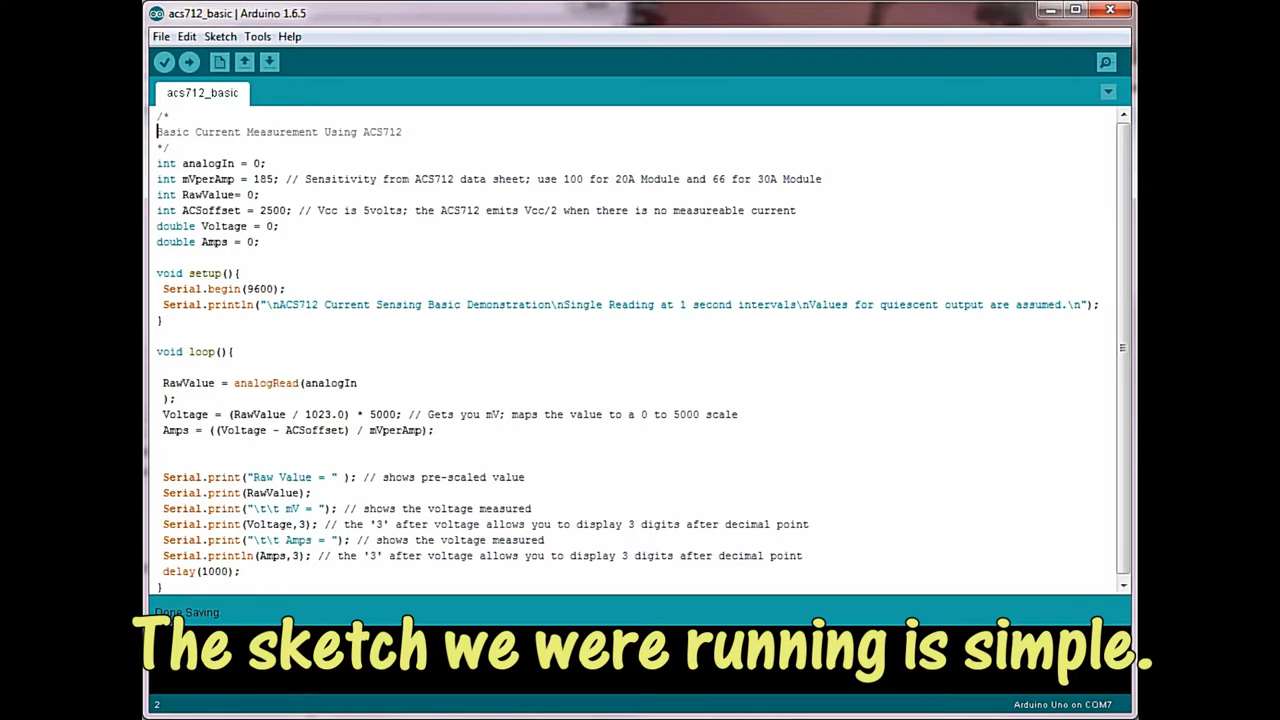 acs712_basic | Arduino 1.6.5
File Edit Sketch Tools Help
acs712_basic
/*
Basic Current Measurement Using ACS712
*/
int analogIn = 0;
int mVperAmp = 185; // Sensitivity from ACS712 data sheet; use 100 for 20A Module and 66 for 30A Module
int RawValue= 0;
int ACSoffset = 2500; // Vcc is 5volts; the ACS712 emits Vcc/2 when there is no measureable current
double Voltage = 0;
double Amps = 0;
void setup(){
Serial.begin(9600);
Serial.println("\nACS712 Current Sensing Basic Demonstration\nSingle Reading at 1 second intervals\nValues for quiescent output are assumed.\n");
}
void loop(){
RawValue = analogRead(analogIn
);
Voltage = (RawValue / 1023.0) * 5000; // Gets you mV; maps the value to a 0 to 5000 scale
Amps = ((Voltage - ACSoffset) / mVperAmp);
Serial.print("Raw Value = " ); // shows pre-scaled value
Serial.print(RawValue);
Serial.print("\t\t mV = "); // shows the voltage measured
Serial.print(Voltage,3); // the '3' after voltage allows you to display 3 digits after decimal point
Serial.print("\t\t Amps = "); // shows the voltage measured
Serial.println(Amps,3); // the '3' after voltage allows you to display 3 digits after decimal point
delay(1000);
}
Done Saving.
The sketch we were running is simple.
2
Arduino Uno on COM7